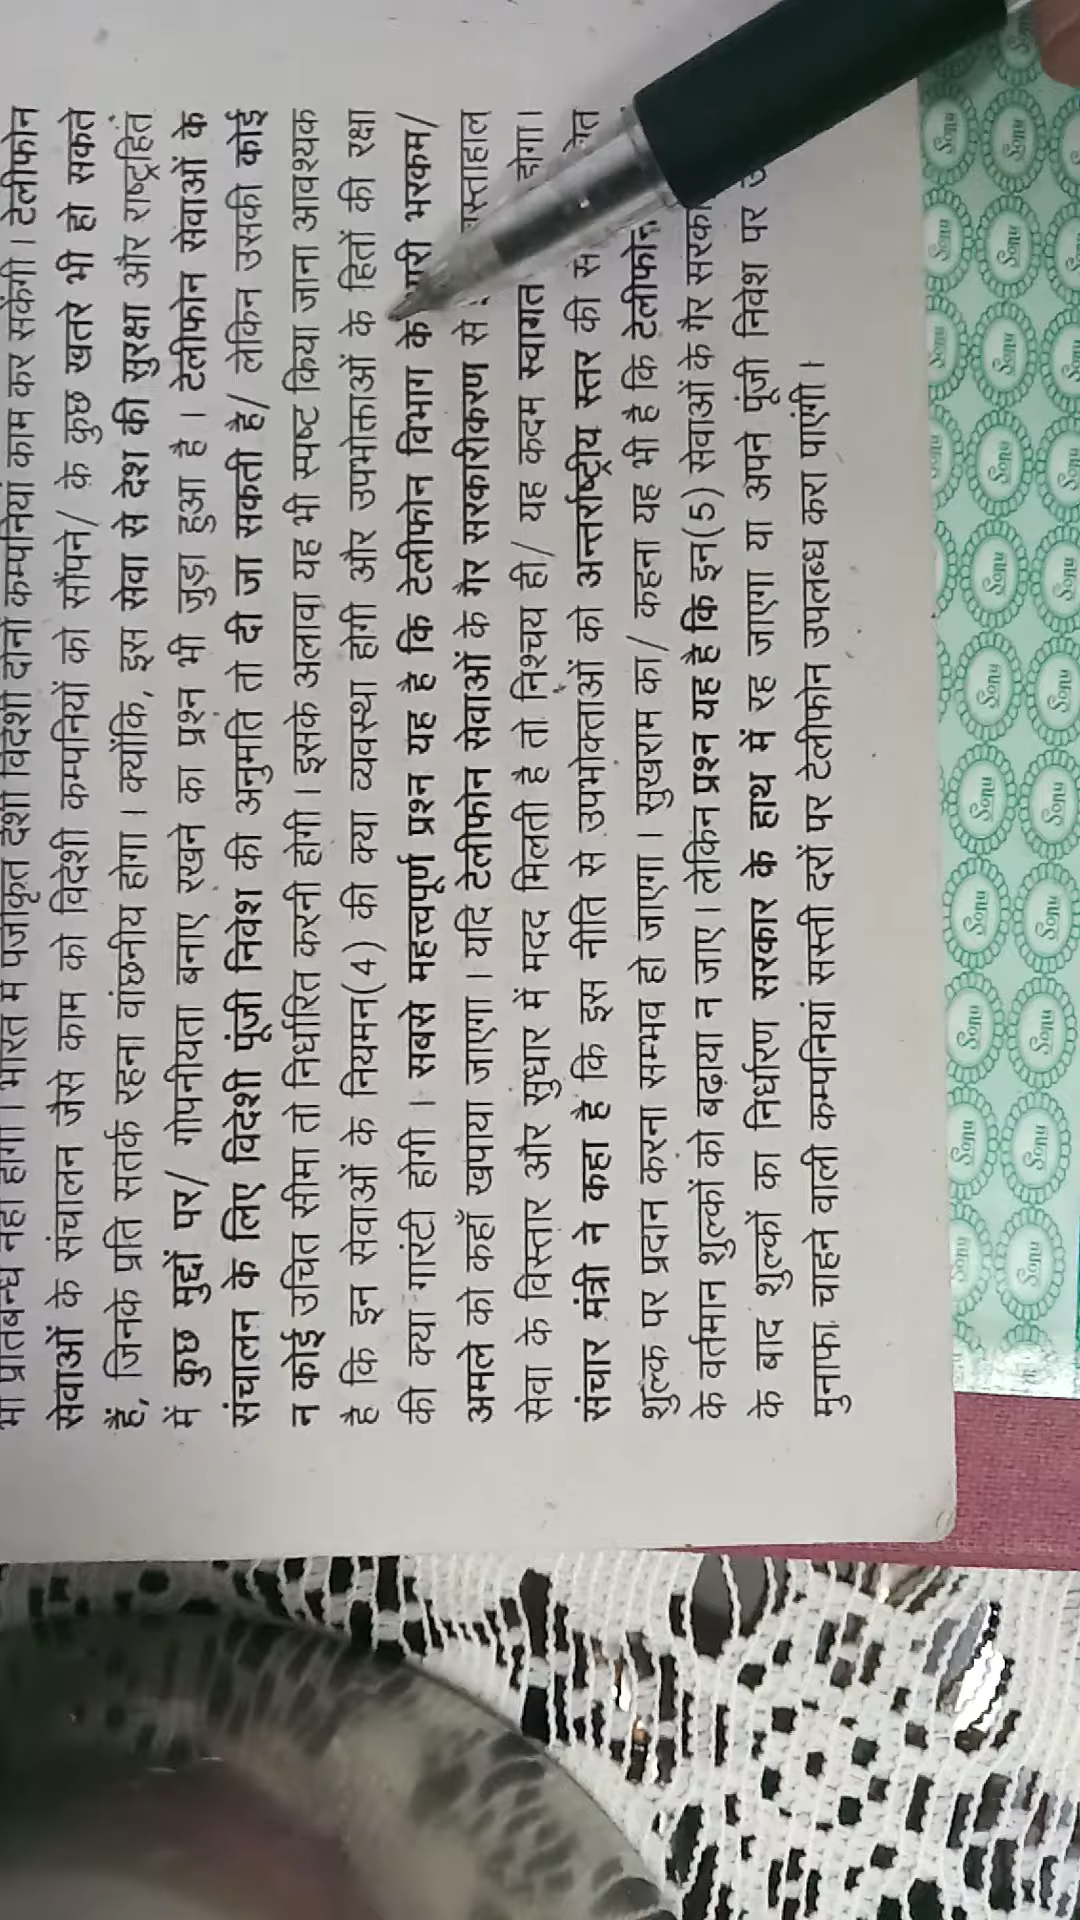 भी प्रतिबन्ध नहीं होगा । भारत में पंजीकृत देशी विदेशी दोनों कम्पनियां काम कर सकेंगी । टेलीफोन
सेवाओं के संचालन जैसे काम को विदेशी कम्पनियों को सौंपने/ के कुछ खतरे भी हो सकते
हैं, जिनके प्रति सतर्क रहना वांछनीय होगा । क्योंकि, इस सेवा से देश की सुरक्षा और राष्ट्रहित
में कुछ मुद्दों पर/ गोपनीयता बनाए रखने का प्रश्न भी जुड़ा हुआ है । टेलीफोन सेवाओं के
संचालन के लिए विदेशी पूंजी निवेश की अनुमति तो दी जा सकती है/ लेकिन उसकी कोई
न कोई उचित सीमा तो निर्धारित करनी होगी । इसके अलावा यह भी स्पष्ट किया जाना आवश्यक
है कि इन सेवाओं के नियमन(4) की क्या व्यवस्था होगी और उपभोक्ताओं के हितों की रक्षा
की क्या गारंटी होगी । सबसे महत्त्वपूर्ण प्रश्न यह है कि टेलीफोन विभाग के भरकम/
अमले को कहाँ खपाया जाएगा । यदि टेलीफोन सेवाओं के गैर सरकारीकरण से
सेवा के विस्तार और सुधार में मदद मिलती है तो निश्चय ही/ यह कदम स्वागत होगा ।
संचार मंत्री ने कहा है कि इस नीति से उपभोक्ताओं को अन्तर्राष्ट्रीय स्तर की
शुल्क पर प्रदान करना सम्भव हो जाएगा । सुखराम का/ कहना यह भी है कि टेलीफोन
के वर्तमान शुल्कों को बढ़ाया न जाए । लेकिन प्रश्न यह है कि इन(5) सेवाओं के गैर
के बाद शुल्कों का निर्धारण सरकार के हाथ में रह जाएगा या अपने पूंजी निवेश पर
मुनाफा चाहने वाली कम्पनियां सस्ती दरों पर टेलीफोन उपलब्ध करा पाएंगी ।